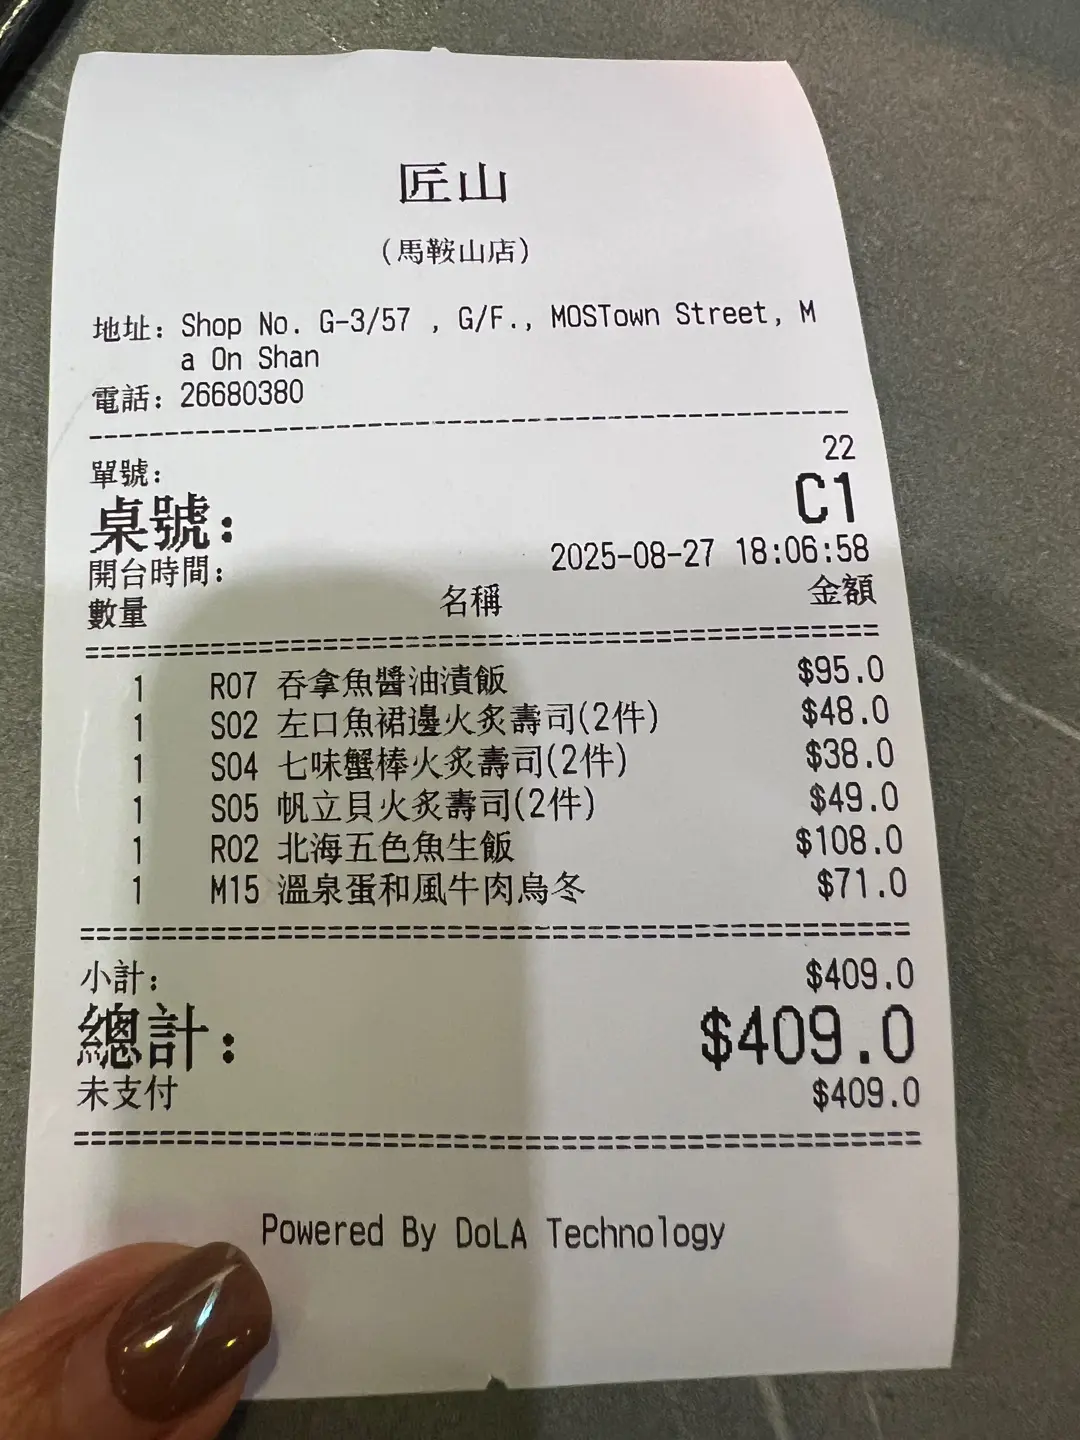 匠山
(馬鞍山店)
地址: Shop No. G-3/57 , G/F., MOSTown Street, M
a On Shan
電話: 26680380
單號: 22
桌號: C1
開台時間: 2025-08-27 18:06:58
數量 名稱 金額
1 R07 吞拿魚醬油漬飯 $95.0
1 S02 左口魚裙邊火炙壽司(2件) $48.0
1 S04 七味蟹棒火炙壽司(2件) $38.0
1 S05 帆立貝火炙壽司(2件) $49.0
1 R02 北海五色魚生飯 $108.0
1 M15 溫泉蛋和風牛肉烏冬 $71.0
小計: $409.0
總計: $409.0
未支付 $409.0
Powered By DoLA Technology